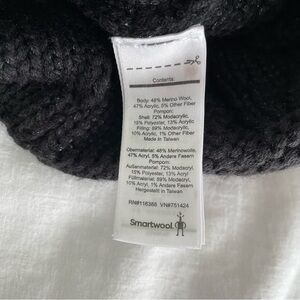 Contents:
Body: 48% Merino Wool,
47% Acrylic, 5% Other Fiber
Pompon:
Shell: 72% Modacrylic,
15% Polyester, 13% Acrylic
Filling: 89% Modacrylic,
10% Acrylic, 1% Other Fiber
Made in Taiwan
Obermaterial: 48% Merinowolle,
47% Acryl, 5% Andere Fasern
Pompon:
Außenmaterial: 72% Modacryl,
15% Polyester, 13% Acryl
Füllmaterial: 89% Modacryl,
10% Acryl, 1% Andere Fasern
Hergestellt in Taiwan
RN#116388 VN#751424
Smartwool